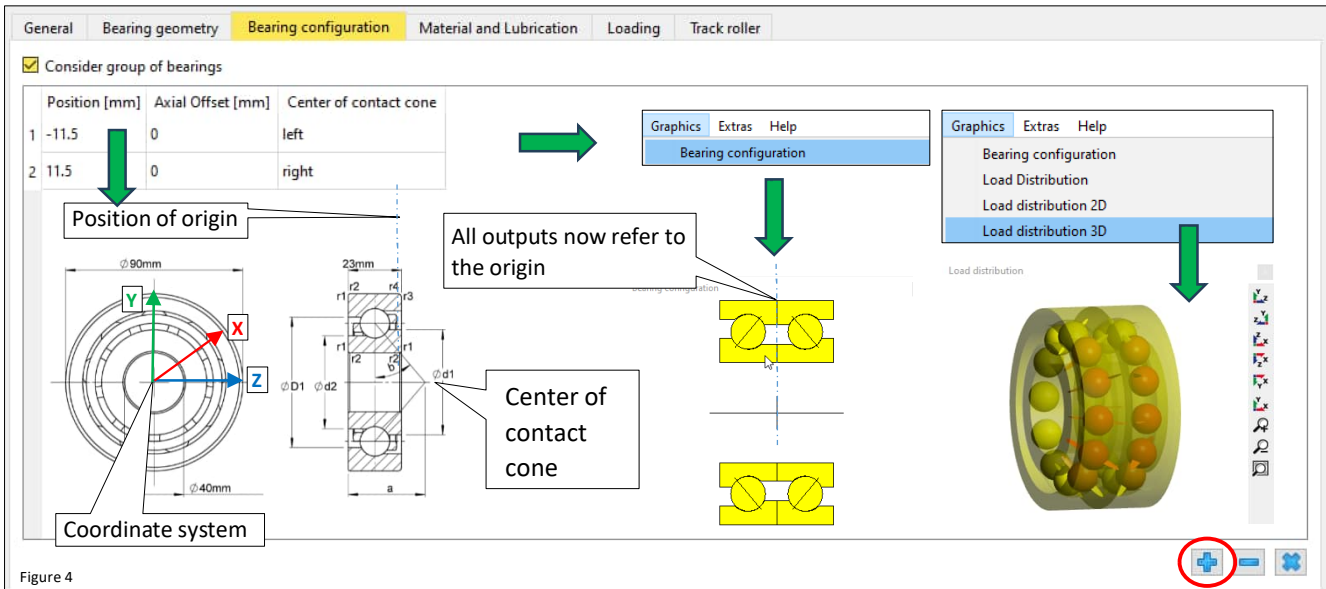 General Bearing geometry Bearing configuration Material and Lubrication Loading Track roller
Consider group of bearings
Position [mm] Axial Offset [mm] Center of contact cone
1 -11.5 0 left
2 11.5 0 right
Graphics Extras Help
Bearing configuration
Graphics Extras Help
Bearing configuration
Load Distribution
Load distribution 2D
Load distribution 3D
Position of origin
All outputs now refer to
the origin
Load distribution
∅90mm
Y
X
Z
∅40mm
Coordinate system
23mm
r2 r4
r1 r3
r1 r1
r2 r2
∅D1 ∅d2 ∅d1
a
Center of
contact
cone
Figure 4